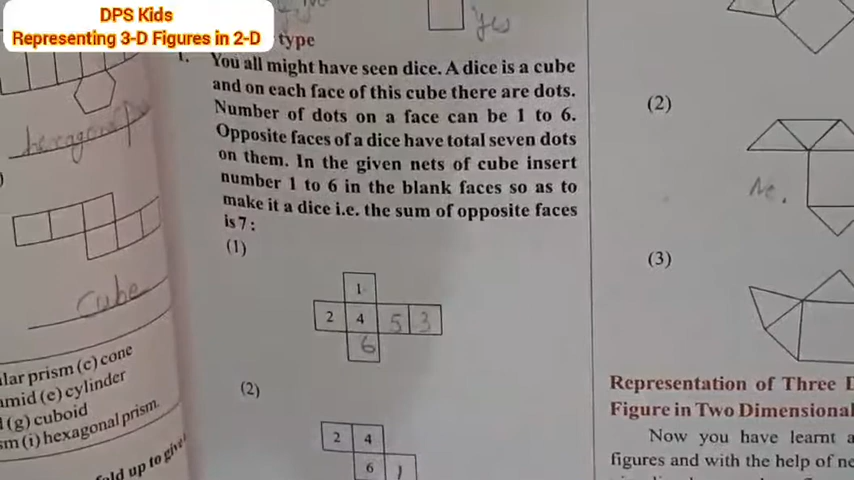 DPS Kids
Representing 3-D Figures in 2-D
type
Yes
1. You all might have seen dice. A dice is a cube
and on each face of this cube there are dots.
Number of dots on a face can be 1 to 6.
Opposite faces of a dice have total seven dots
on them. In the given nets of cube insert
number 1 to 6 in the blank faces so as to
make it a dice i.e. the sum of opposite faces
is 7 :
(1)
1
2 4 5 3
6
(2)
2 4
6 1
Cube
lar prism (c) cone
amid (e) cylinder
(g) cuboid
sm (i) hexagonal prism.
fold up to give
(2)
No.
(3)
Representation of Three D
Figure in Two Dimensional
Now you have learnt a
figures and with the help of ne